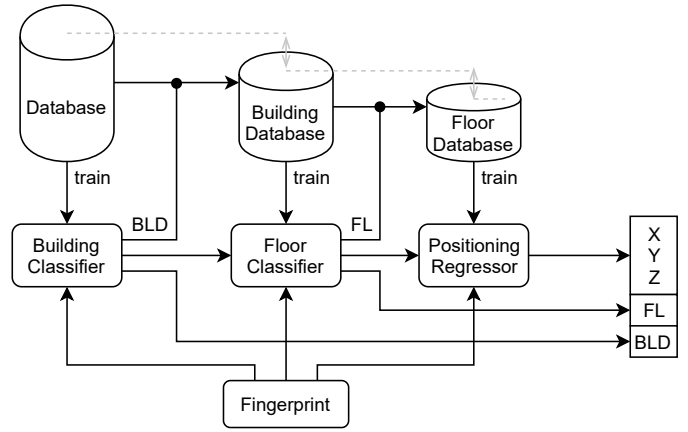 Database
Building
Database
Floor
Database
train
train
train
BLD
FL
Building
Classifier
Floor
Classifier
Positioning
Regressor
X
Y
Z
FL
BLD
Fingerprint